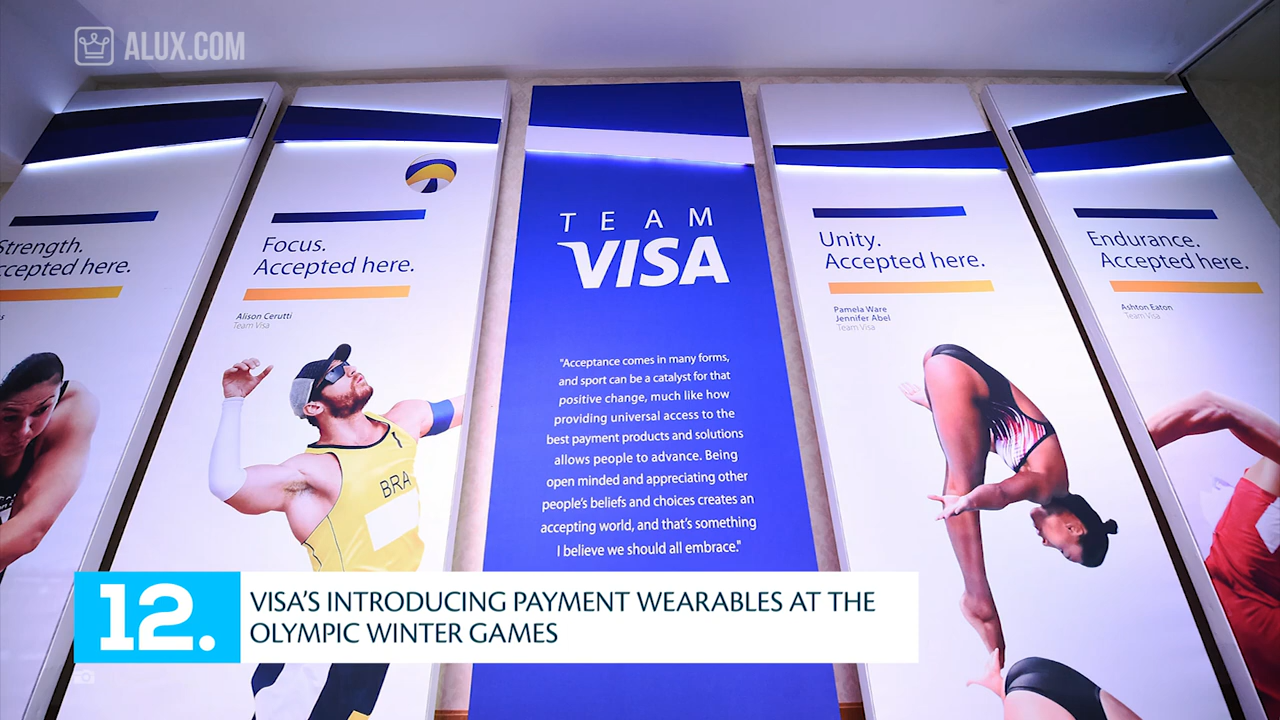 ALUX.COM
Strength.
ccepted here.
Focus.
Accepted here.
Alison Cerutti
Team Visa
BRA
TEAM
VISA
"Acceptance comes in many forms,
and sport can be a catalyst for that
positive change, much like how
providing universal access to the
best payment products and solutions
allows people to advance. Being
open minded and appreciating other
people's beliefs and choices creates an
accepting world, and that's something
I believe we should all embrace."
Unity.
Accepted here.
Pamela Ware
Jennifer Abel
Team Visa
Endurance.
Accepted here.
Ashton Eaton
Team Visa
12.
VISA'S INTRODUCING PAYMENT WEARABLES AT THE
OLYMPIC WINTER GAMES